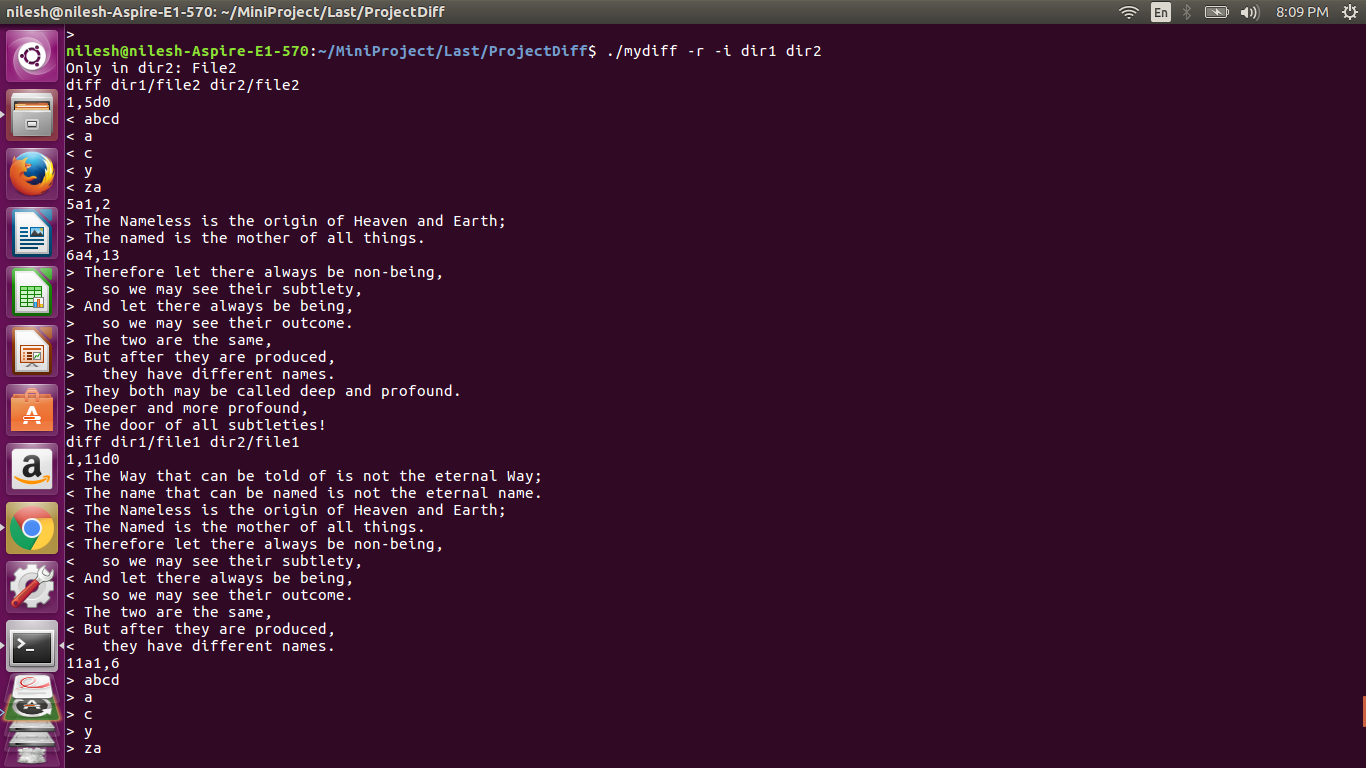 nilesh@nilesh-Aspire-E1-570: ~/MiniProject/Last/ProjectDiff
En
8:09 PM
>
nilesh@nilesh-Aspire-E1-570:~/MiniProject/Last/ProjectDiff$ ./mydiff -r -i dir1 dir2
Only in dir2: File2
diff dir1/file2 dir2/file2
1,5d0
< abcd
< a
< c
< y
< za
5a1,2
> The Nameless is the origin of Heaven and Earth;
> The named is the mother of all things.
6a4,13
> Therefore let there always be non-being,
>   so we may see their subtlety,
> And let there always be being,
>   so we may see their outcome.
> The two are the same,
> But after they are produced,
>   they have different names.
> They both may be called deep and profound.
> Deeper and more profound,
> The door of all subtleties!
diff dir1/file1 dir2/file1
1,11d0
< The Way that can be told of is not the eternal Way;
< The name that can be named is not the eternal name.
< The Nameless is the origin of Heaven and Earth;
< The Named is the mother of all things.
< Therefore let there always be non-being,
<   so we may see their subtlety,
< And let there always be being,
<   so we may see their outcome.
< The two are the same,
< But after they are produced,
<   they have different names.
11a1,6
> abcd
> a
> c
> y
> za